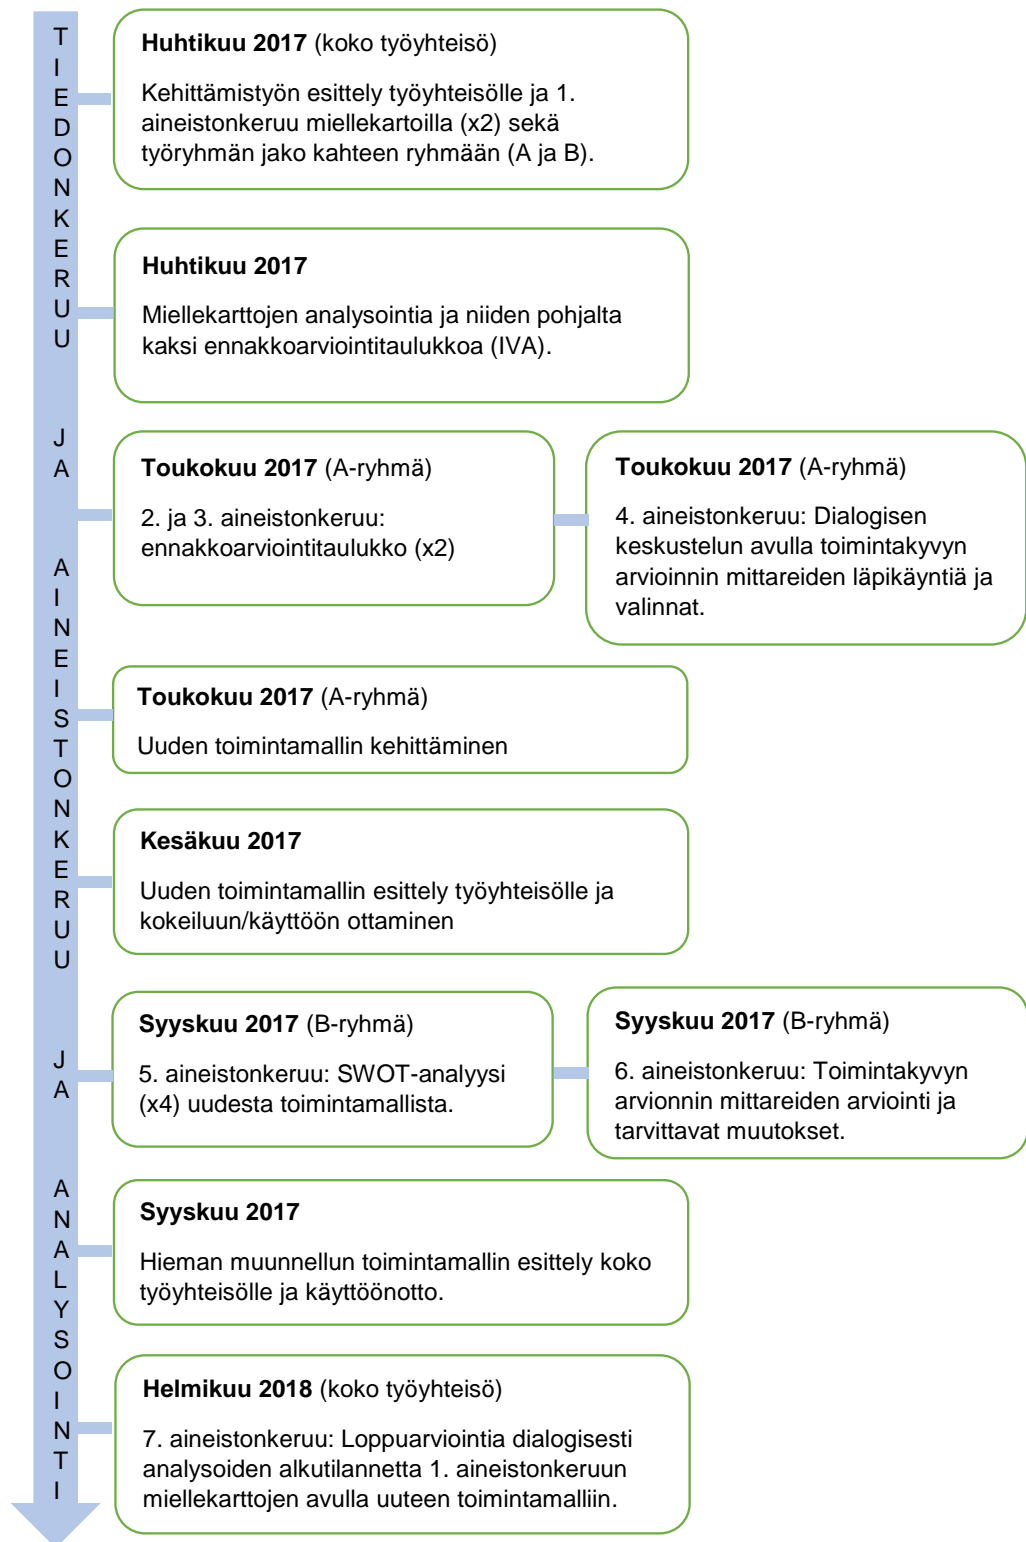 TIEDONKERUU JA AINEISTONKERUU JA ANALYSOINTI
Huhtikuu 2017 (koko työyhteisö)
Kehittämistyön esittely työyhteisölle ja 1.
aineistonkeruu miellekartoilla (x2) sekä
työryhmän jako kahteen ryhmään (A ja B).
Huhtikuu 2017
Miellekarttojen analysointia ja niiden pohjalta
kaksi ennakkoarviointitaulukkoa (IVA).
Toukokuu 2017 (A-ryhmä)
2. ja 3. aineistonkeruu:
ennakkoarviointitaulukko (x2)
Toukokuu 2017 (A-ryhmä)
4. aineistonkeruu: Dialogisen
keskustelun avulla toimintakyvyn
arvioinnin mittareiden läpikäyntiä ja
valinnat.
Toukokuu 2017 (A-ryhmä)
Uuden toimintamallin kehittäminen
Kesäkuu 2017
Uuden toimintamallin esittely työyhteisölle ja
kokeiluun/käyttöön ottaminen
Syyskuu 2017 (B-ryhmä)
5. aineistonkeruu: SWOT-analyysi
(x4) uudesta toimintamallista.
Syyskuu 2017 (B-ryhmä)
6. aineistonkeruu: Toimintakyvyn
arvionnin mittareiden arviointi ja
tarvittavat muutokset.
Syyskuu 2017
Hieman muunnellun toimintamallin esittely koko
työyhteisölle ja käyttöönotto.
Helmikuu 2018 (koko työyhteisö)
7. aineistonkeruu: Loppuarviointia dialogisesti
analysoiden alkutilannetta 1. aineistonkeruun
miellekarttojen avulla uuteen toimintamalliin.